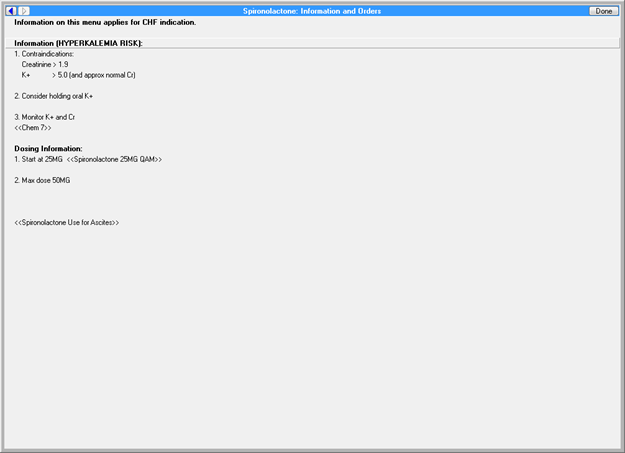 Spironolactone: Information and Orders
Done
Information on this menu applies for CHF indication.
Information (HYPERKALEMIA RISK):
1. Contraindications:
Creatinine > 1.9
K+ > 5.0 (and approx normal Cr)
2. Consider holding oral K+
3. Monitor K+ and Cr
<<Chem 7>>
Dosing Information:
1. Start at 25MG <<Spironolactone 25MG QAM>>
2. Max dose 50MG
<<Spironolactone Use for Ascites>>